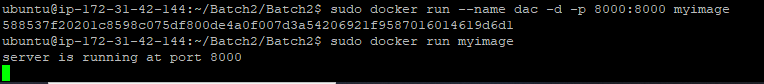 ubuntu@ip-172-31-42-144:~/Batch2/Batch2$ sudo docker run --name dac -d -p 8000:8000 myimage
588537f20201c8598c075df800de4a0f007d3a54206921f9587016014619d6d1
ubuntu@ip-172-31-42-144:~/Batch2/Batch2$ sudo docker run myimage
server is running at port 8000